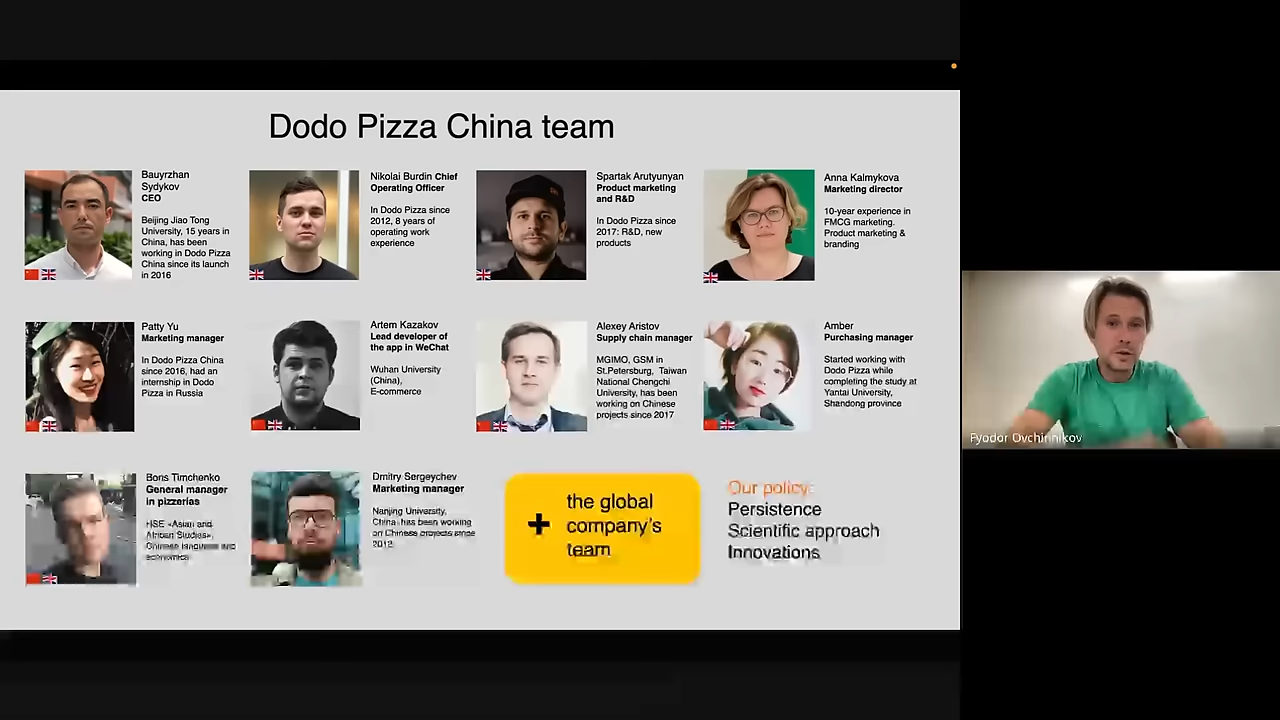 Dodo Pizza China team
Bauyrzhan
Sydykov
CEO
Beijing Jiao Tong
University, 15 years in
China, has been
working in Dodo Pizza
China since its launch
in 2016
Nikolai Burdin Chief
Operating Officer
In Dodo Pizza since
2012, 8 years of
operating work
experience
Spartak Arutyunyan
Product marketing
and R&D
In Dodo Pizza since
2017: R&D, new
products
Anna Kalmykova
Marketing director
10-year experience in
FMCG marketing.
Product marketing &
branding
Patty Yu
Marketing manager
In Dodo Pizza China
since 2016, had an
internship in Dodo
Pizza in Russia
Artem Kazakov
Lead developer of
the app in WeChat
Wuhan University
(China),
E-commerce
Alexey Aristov
Supply chain manager
MGIMO, GSM in
St.Petersburg, Taiwan
National Chengchi
University, has been
working on Chinese
projects since 2017
Amber
Purchasing manager
Started working with
Dodo Pizza while
completing the study at
Yantai University,
Shandong province
Boris Timchenko
General manager
in pizzerias
HSE «Asian and
African Studies»,
Chinese language and
economics
Dmitry Sergeychev
Marketing manager
Nanjing University,
China, has been working
on Chinese projects since
2012
+ the global
company's
team
Our policy:
Persistence
Scientific approach
Innovations
Fyodor Ovchinnikov